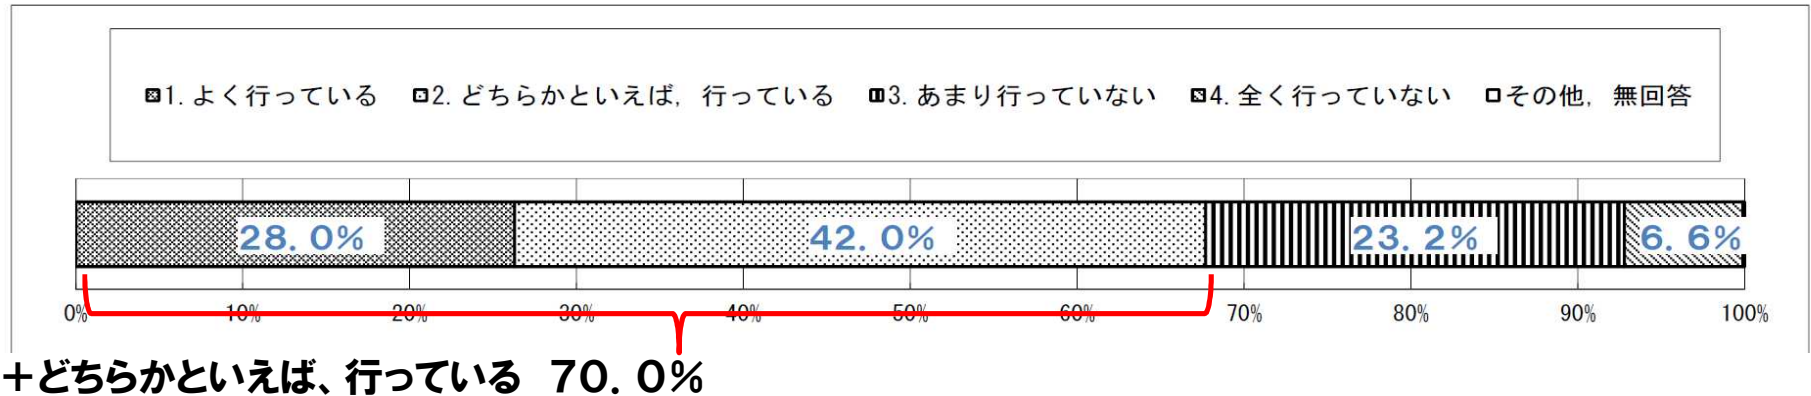 1. よく行っている 2. どちらかといえば, 行っている 3. あまり行っていない 4. 全く行っていない その他, 無回答
28. 0% 42. 0% 23. 2% 6. 6%
0% 10% 20% 30% 40% 50% 60% 70% 80% 90% 100%
+どちらかといえば、行っている 70. 0%